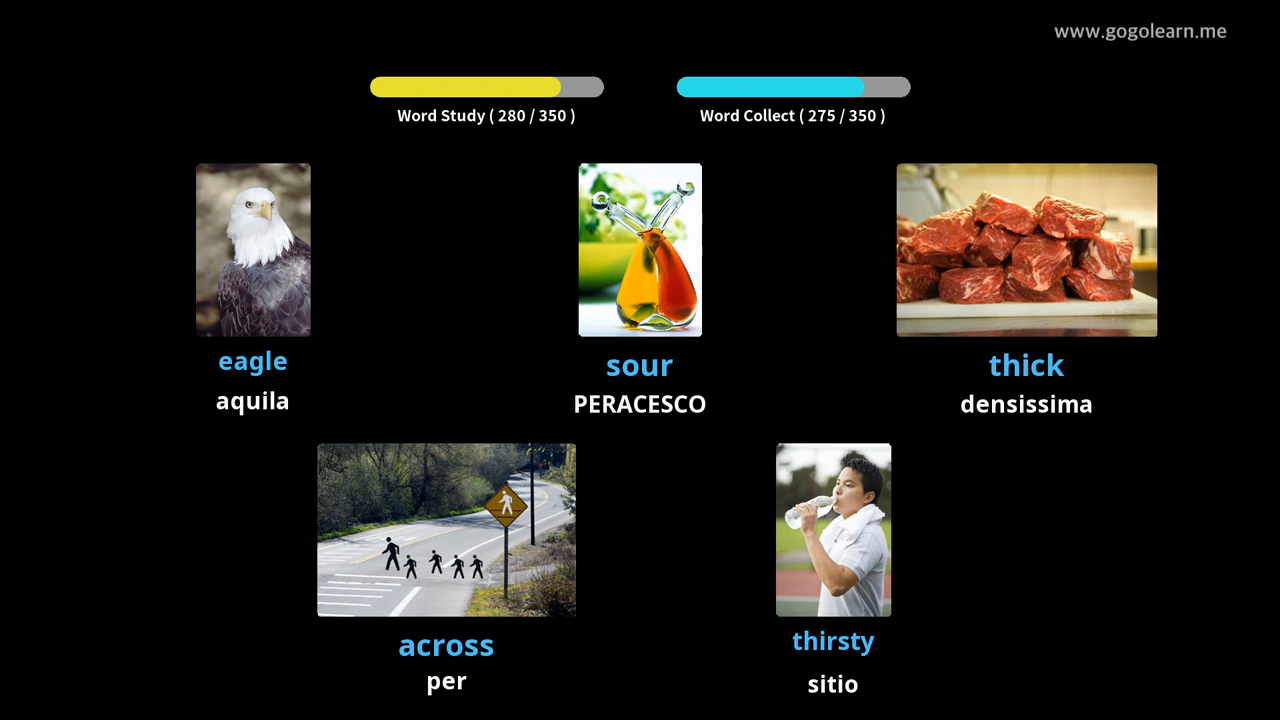 www.gogolearn.me
Word Study ( 280 / 350 )
Word Collect ( 275 / 350 )
eagle
aquila
sour
PERACESCO
thick
densissima
across
per
thirsty
sitio